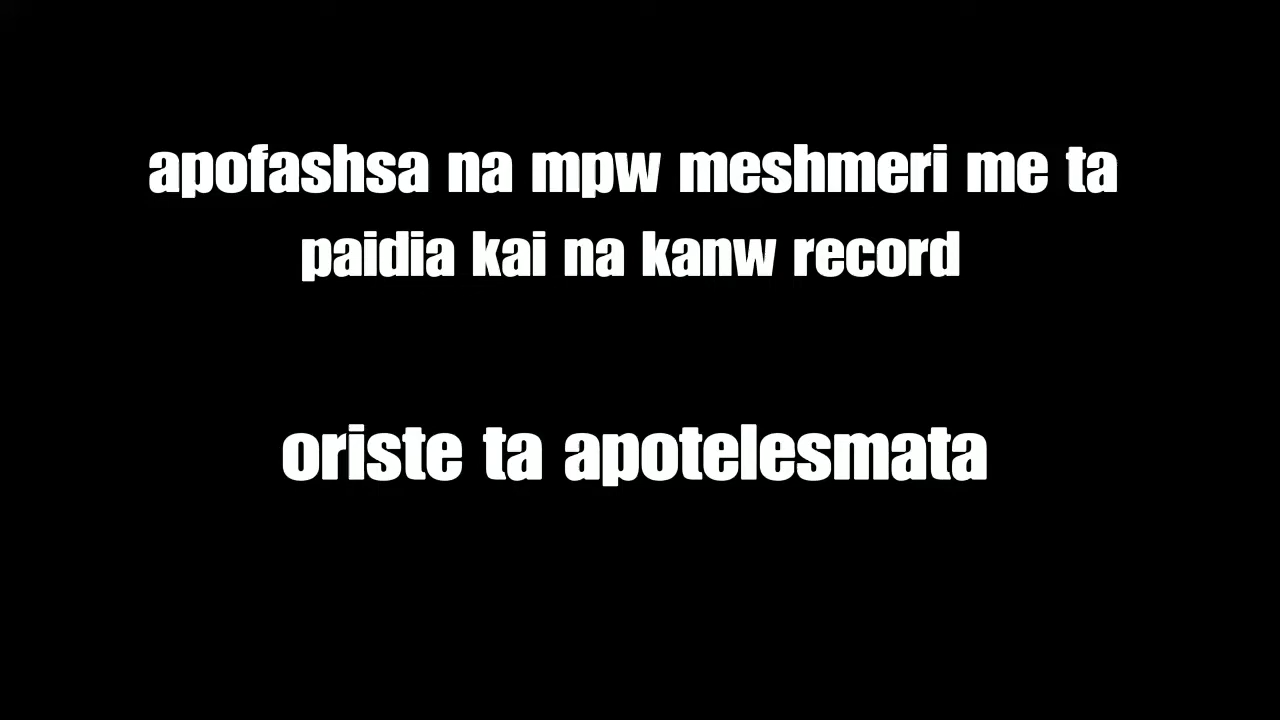 apofashsa na mpw meshmeri me ta
paidia kai na kanw record
oriste ta apotelesmata